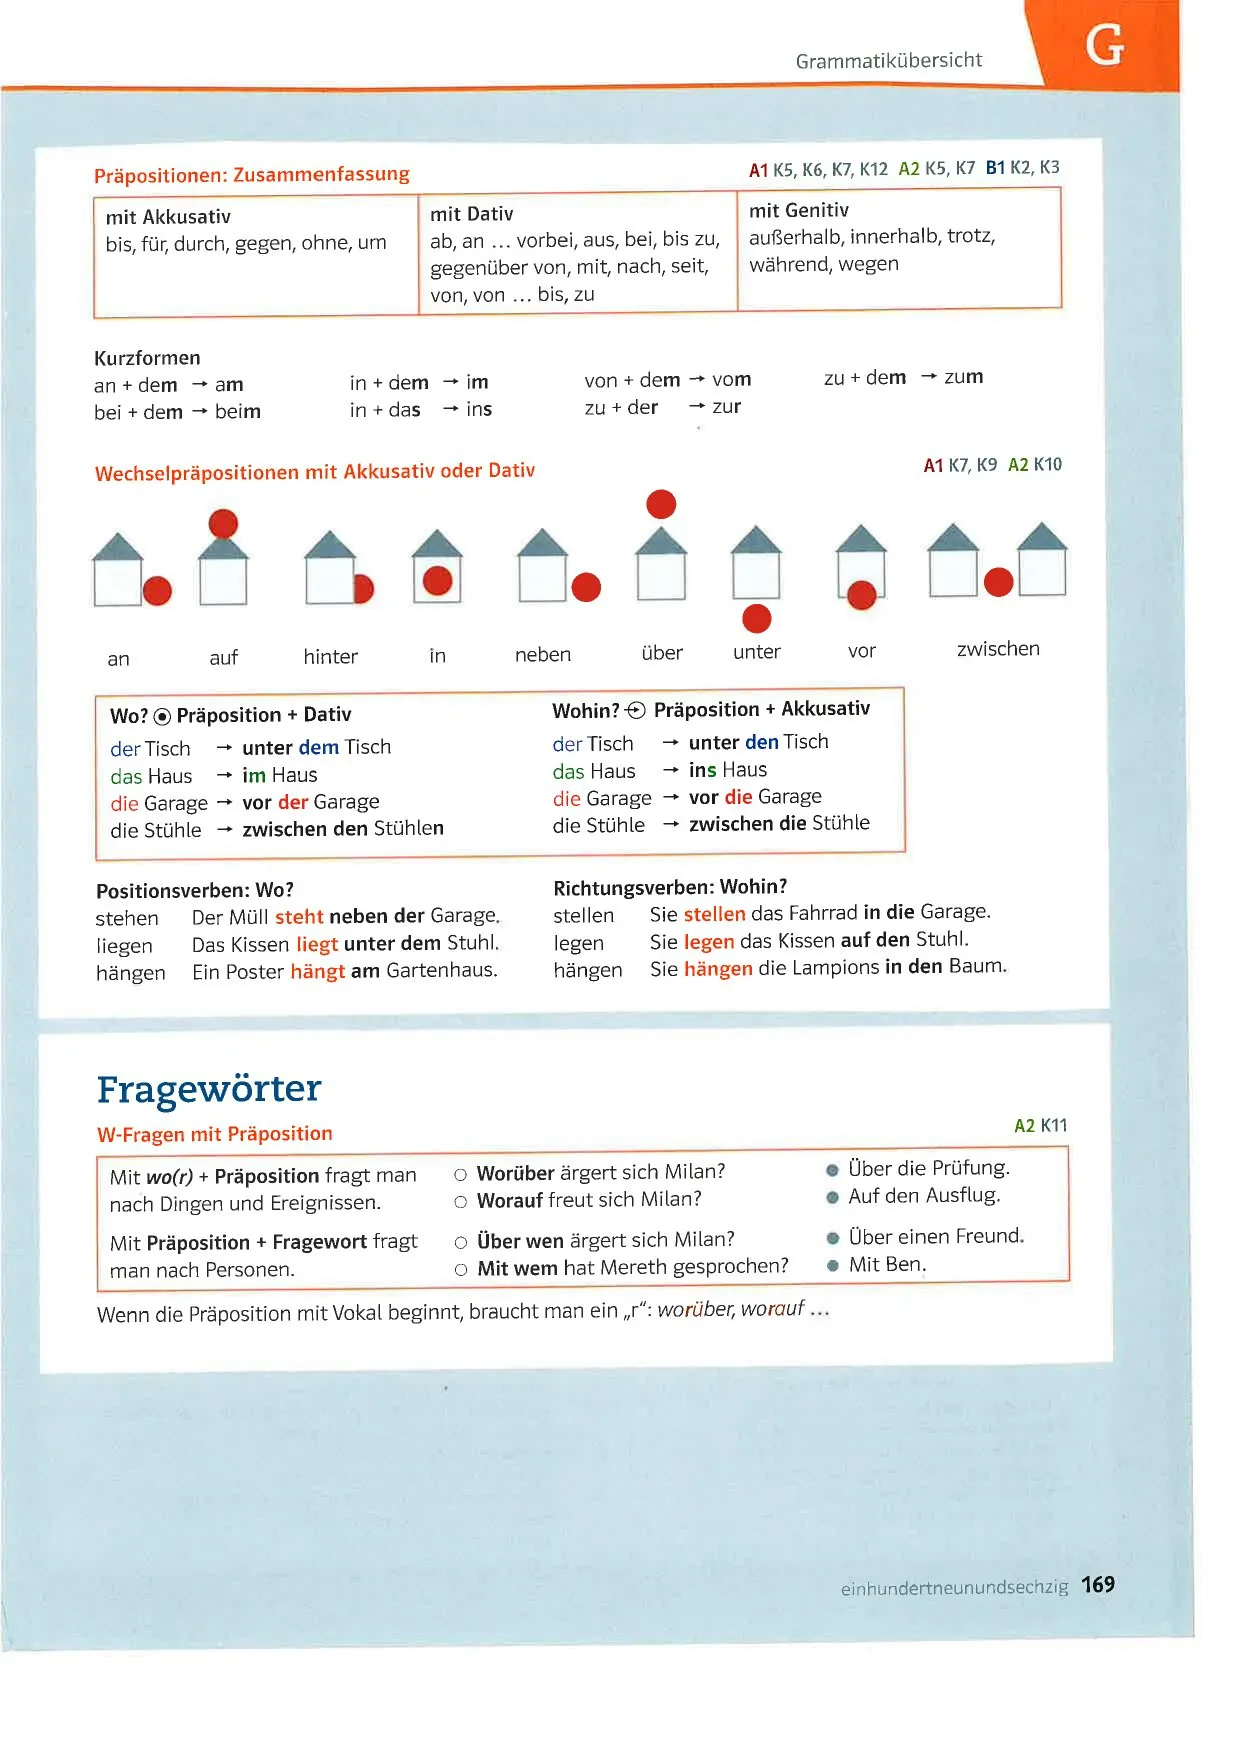 Grammatikübersicht
G
Präpositionen: Zusammenfassung
A1 K5, K6, K7, K12 A2 K5, K7 B1 K2, K3
mit Akkusativ
bis, für, durch, gegen, ohne, um
mit Dativ
ab, an ... vorbei, aus, bei, bis zu,
gegenüber von, mit, nach, seit,
von, von ... bis, zu
mit Genitiv
außerhalb, innerhalb, trotz,
während, wegen
Kurzformen
an + dem → am in + dem → im von + dem → vom zu + dem → zum
bei + dem → beim in + das → ins zu + der → zur
Wechselpräpositionen mit Akkusativ oder Dativ
A1 K7, K9 A2 K10
an auf hinter in neben über unter vor zwischen
Wo? Präposition + Dativ
der Tisch → unter dem Tisch
das Haus → im Haus
die Garage → vor der Garage
die Stühle → zwischen den Stühlen
Wohin? Präposition + Akkusativ
der Tisch → unter den Tisch
das Haus → ins Haus
die Garage → vor die Garage
die Stühle → zwischen die Stühle
Positionsverben: Wo?
stehen Der Müll steht neben der Garage.
liegen Das Kissen liegt unter dem Stuhl.
hängen Ein Poster hängt am Gartenhaus.
Richtungsverben: Wohin?
stellen Sie stellen das Fahrrad in die Garage.
legen Sie legen das Kissen auf den Stuhl.
hängen Sie hängen die Lampions in den Baum.
Fragewörter
W-Fragen mit Präposition
A2 K11
Mit wo(r) + Präposition fragt man
nach Dingen und Ereignissen.
○ Worüber ärgert sich Milan? ● Über die Prüfung.
○ Worauf freut sich Milan? ● Auf den Ausflug.
Mit Präposition + Fragewort fragt
man nach Personen.
○ Über wen ärgert sich Milan? ● Über einen Freund.
○ Mit wem hat Mereth gesprochen? ● Mit Ben.
Wenn die Präposition mit Vokal beginnt, braucht man ein „r“: worüber, worauf ...
einhundertneunundsechzig 169